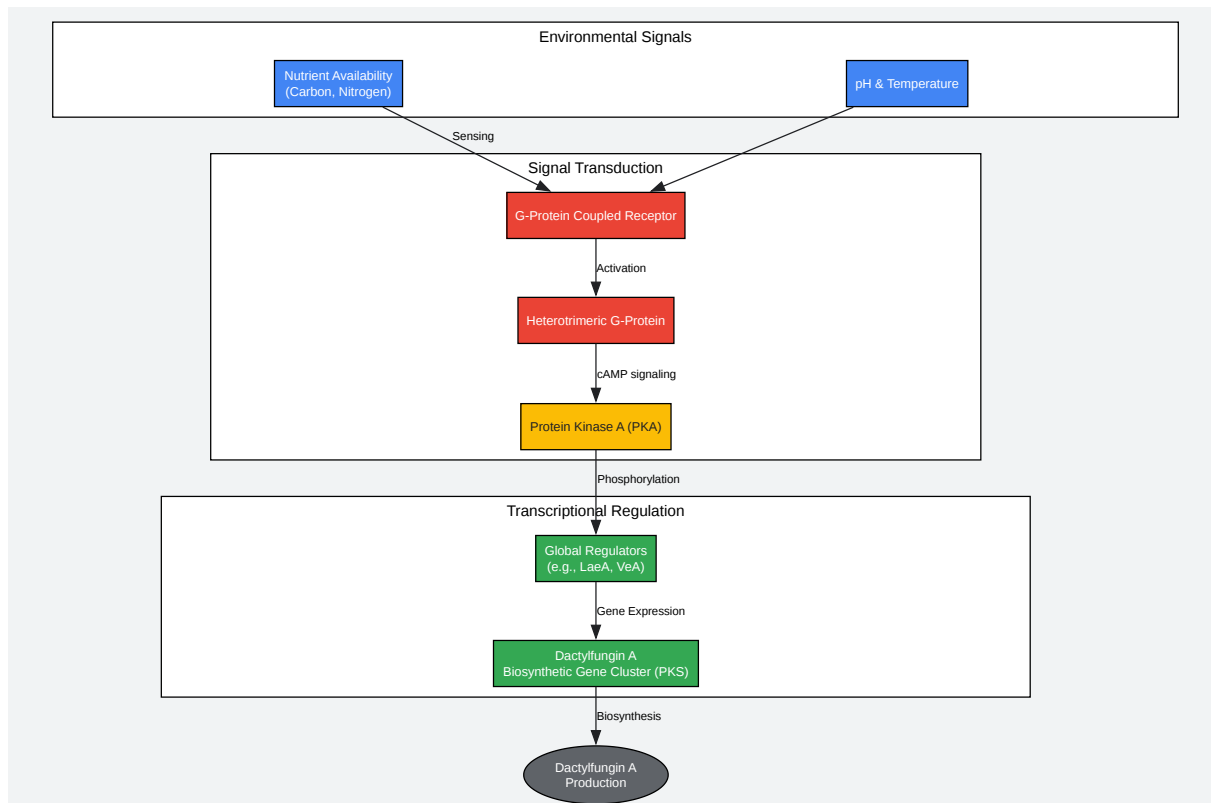 Environmental Signals
Nutrient Availability
(Carbon, Nitrogen)
pH & Temperature
Sensing
Signal Transduction
G-Protein Coupled Receptor
Activation
Heterotrimeric G-Protein
cAMP signaling
Protein Kinase A (PKA)
Phosphorylation
Transcriptional Regulation
Global Regulators
(e.g., LaeA, VeA)
Gene Expression
Dactylfungin A
Biosynthetic Gene Cluster (PKS)
Biosynthesis
Dactylfungin A
Production